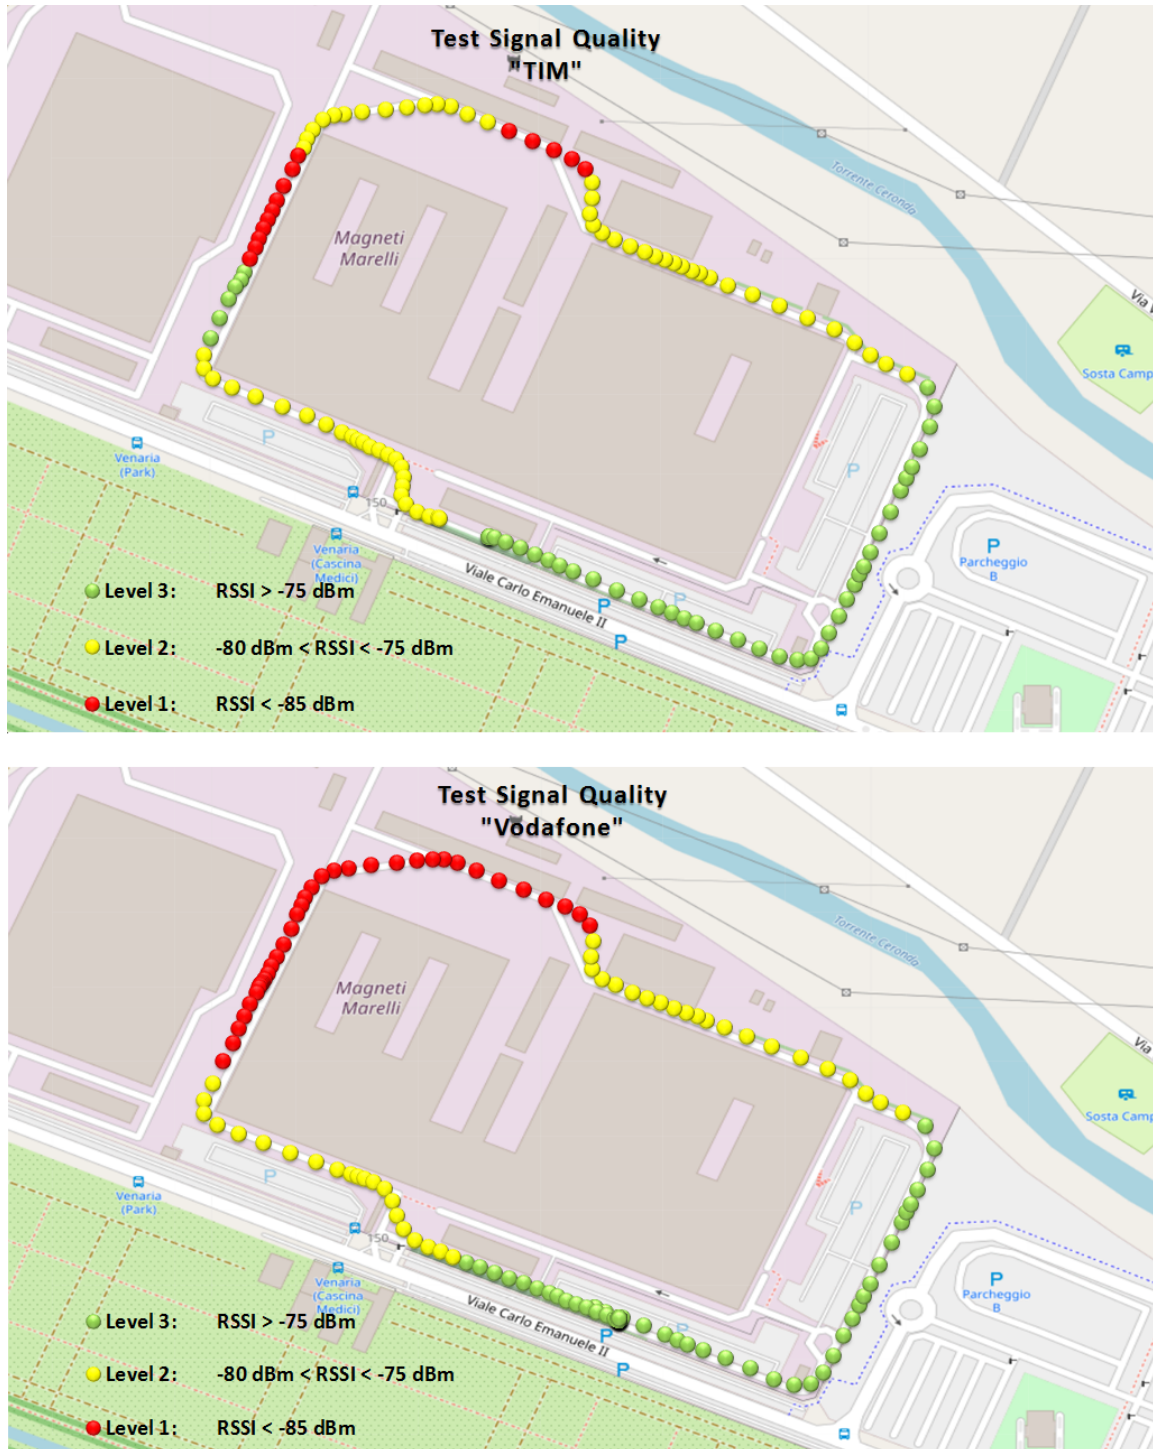 Test Signal Quality
"TIM"
Torrente Ceronda
Magneti
Marelli
Sosta Camp
P
Venaria
(Park)
P
150
Venaria
(Cascina
Medici)
P
Parcheggio
B
Viale Carlo Emanuele II
P
P
P
Level 3: RSSI > -75 dBm
Level 2: -80 dBm < RSSI < -75 dBm
Level 1: RSSI < -85 dBm
Test Signal Quality
"Vodafone"
Torrente Ceronda
Magneti
Marelli
Via
Sosta Camp
P
Venaria
(Park)
P
150
Venaria
(Cascina
Medici)
P
Parcheggio
B
Viale Carlo Emanuele II
P
P
P
Level 3: RSSI > -75 dBm
Level 2: -80 dBm < RSSI < -75 dBm
Level 1: RSSI < -85 dBm